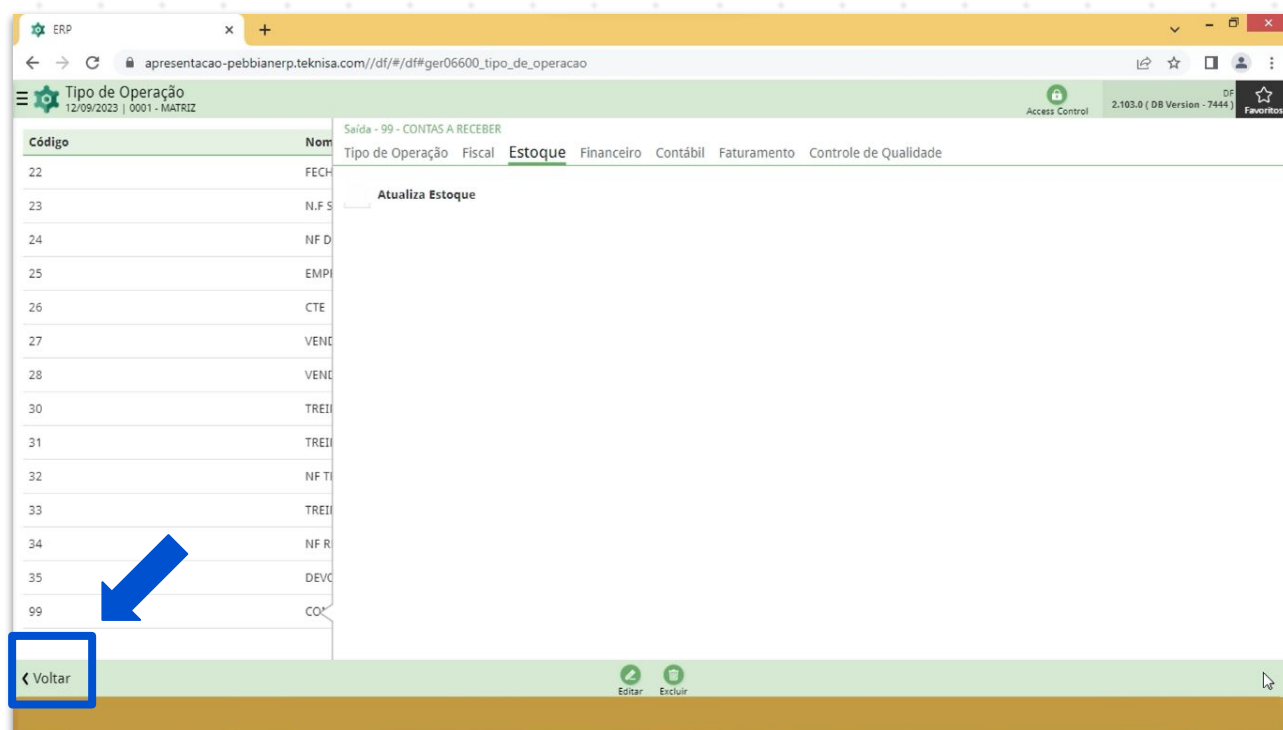 ERP
apresentacao-pebbianerp.teknisa.com//df/#/df#ger06600_tipo_de_operacao
Tipo de Operação
12/09/2023 | 0001 - MATRIZ
Access Control
DF
2.103.0 ( DB Version - 7444 )
Favoritos
Saída - 99 - CONTAS A RECEBER
Tipo de Operação Fiscal Estoque Financeiro Contábil Faturamento Controle de Qualidade
Atualiza Estoque
Código Nom
22 FECH
23 N.F S
24 NF D
25 EMP
26 CTE
27 VEND
28 VEND
30 TREI
31 TREI
32 NF T
33 TREI
34 NF R
35 DEVO
99 CO
Voltar
Editar Excluir